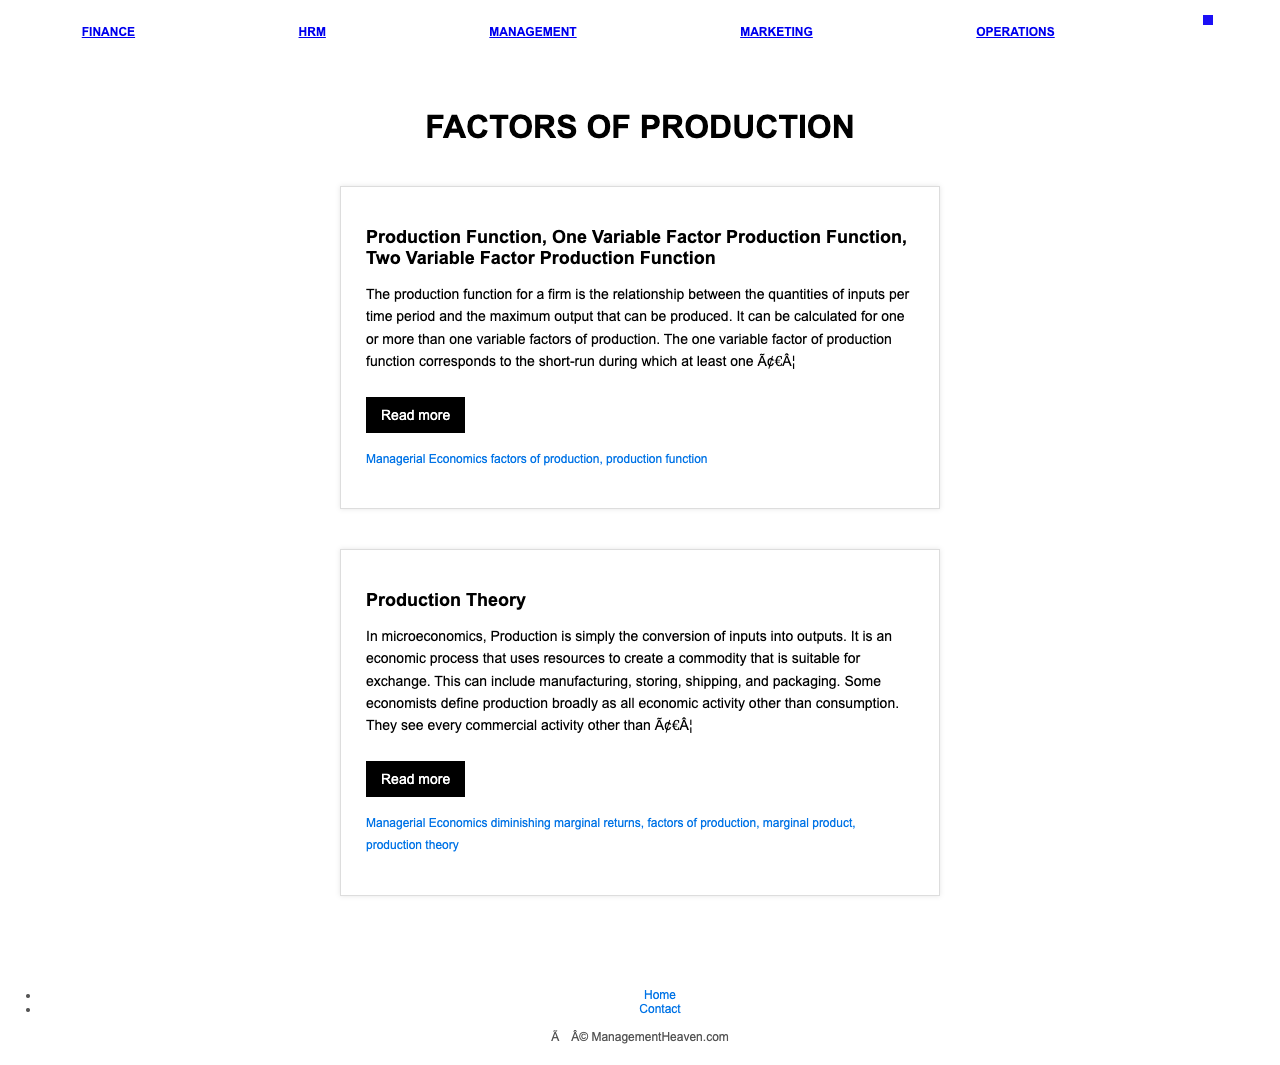 FINANCE HRM MANAGEMENT MARKETING OPERATIONS
FACTORS OF PRODUCTION
Production Function, One Variable Factor Production Function,
Two Variable Factor Production Function
The production function for a firm is the relationship between the quantities of inputs per
time period and the maximum output that can be produced. It can be calculated for one
or more than one variable factors of production. The one variable factor of production
function corresponds to the short-run during which at least one Ã¢€Â¦
Read more
Managerial Economics factors of production, production function
Production Theory
In microeconomics, Production is simply the conversion of inputs into outputs. It is an
economic process that uses resources to create a commodity that is suitable for
exchange. This can include manufacturing, storing, shipping, and packaging. Some
economists define production broadly as all economic activity other than consumption.
They see every commercial activity other than Ã¢€Â¦
Read more
Managerial Economics diminishing marginal returns, factors of production, marginal product,
production theory
Home
Contact
Ã Â© ManagementHeaven.com